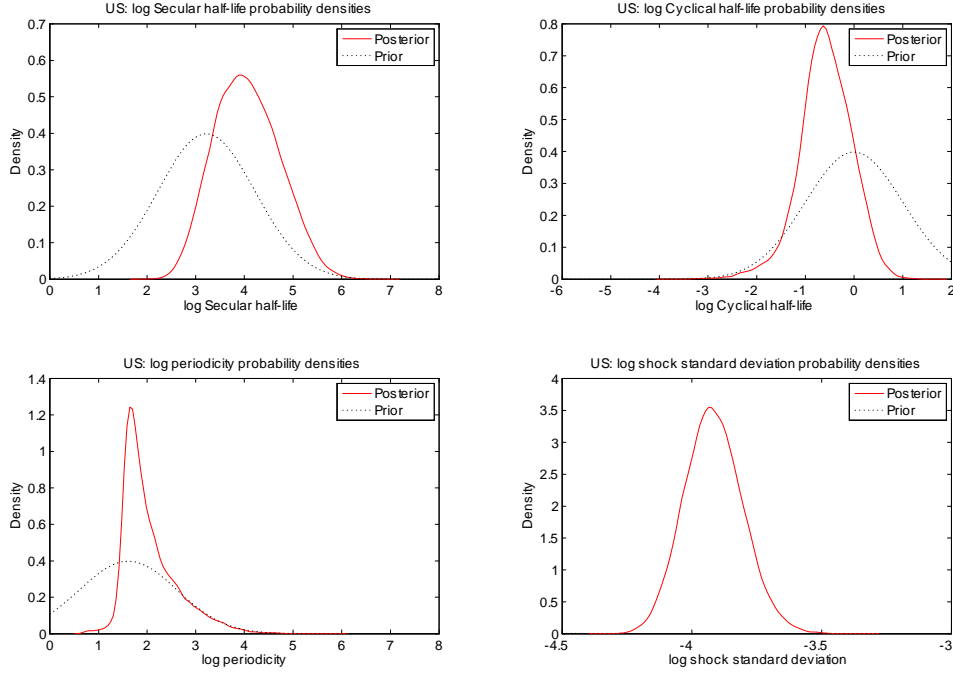 US: log Secular half-life probability densities
0.7
0.6
0.5
0.4
0.3
0.2
0.1
0
Density
Posterior
Prior
0 1 2 3 4 5 6 7 8
log Secular half-life
US: log Cyclical half-life probability densities
0.8
0.7
0.6
0.5
0.4
0.3
0.2
0.1
0
Density
Posterior
Prior
-6 -5 -4 -3 -2 -1 0 1 2
log Cyclical half-life
US: log periodicity probability densities
1.4
1.2
1
0.8
0.6
0.4
0.2
0
Density
Posterior
Prior
0 1 2 3 4 5 6 7 8
log periodicity
US: log shock standard deviation probability densities
4
3.5
3
2.5
2
1.5
1
0.5
0
Density
Posterior
Prior
-4.5 -4 -3.5 -3
log shock standard deviation